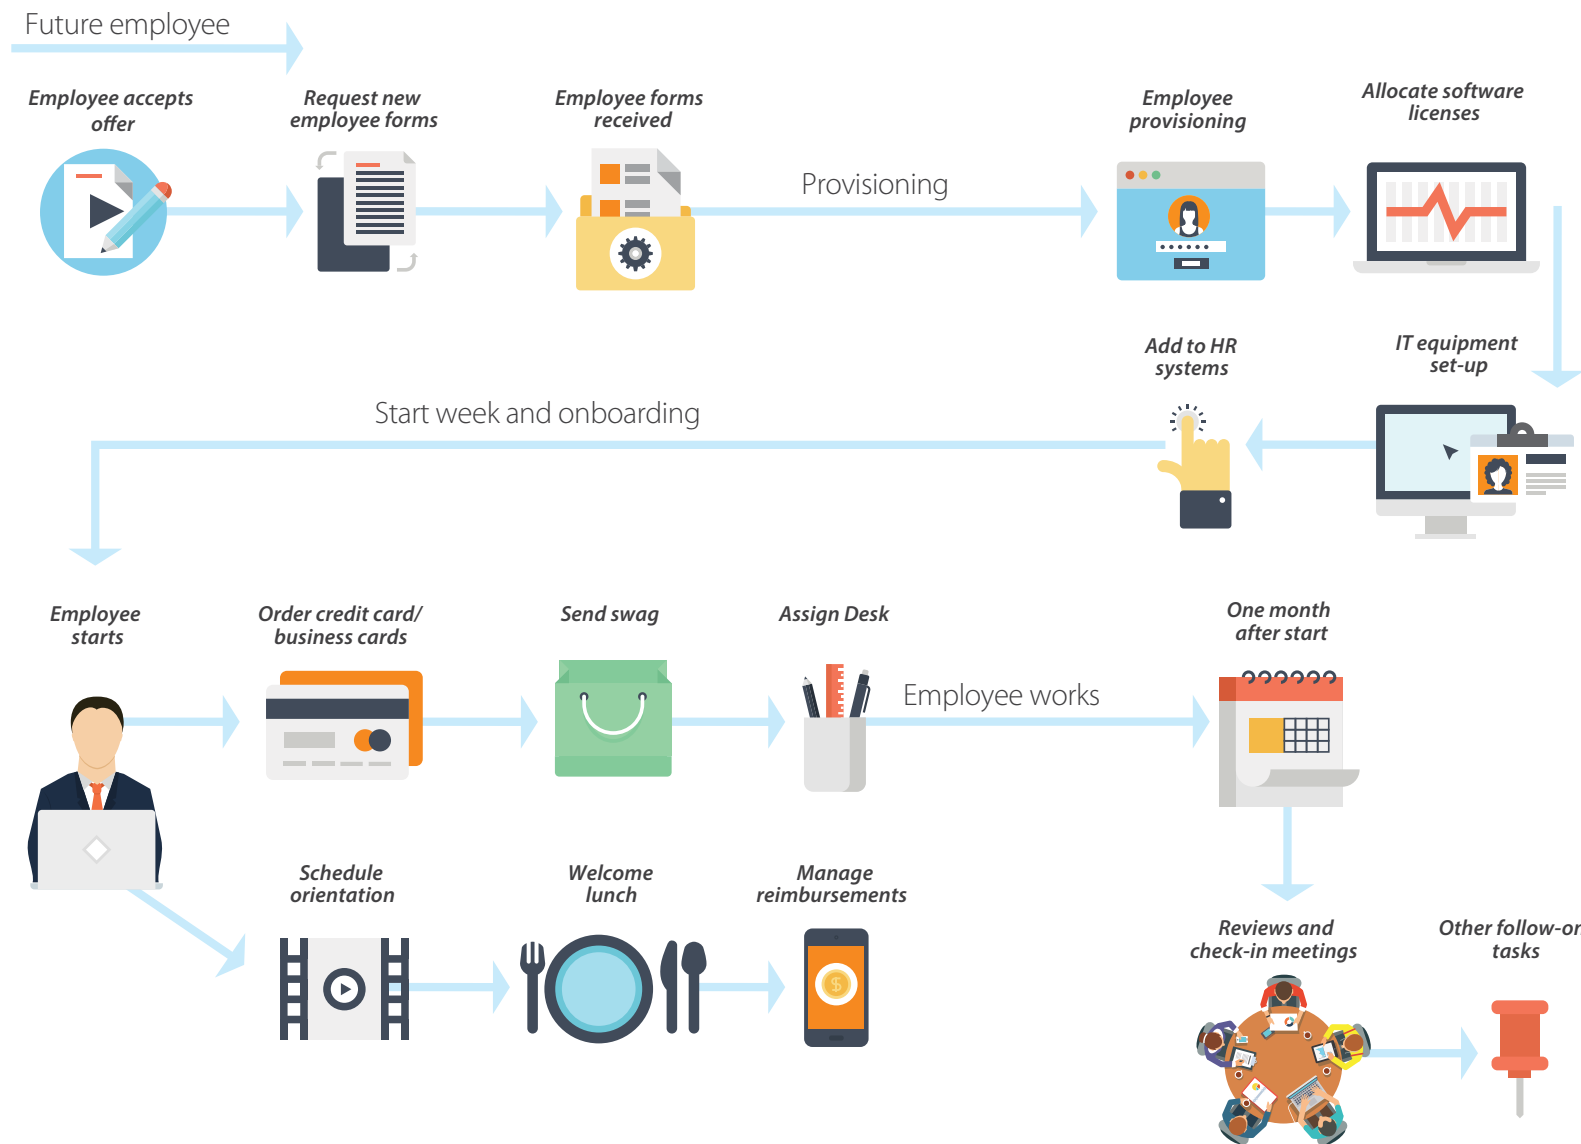 Future employee
Employee accepts
offer
Request new
employee forms
Employee forms
received
Provisioning
Employee
provisioning
Allocate software
licenses
Add to HR
systems
IT equipment
set-up
Start week and onboarding
Employee
starts
Order credit card/
business cards
Send swag
Assign Desk
Employee works
One month
after start
Schedule
orientation
Welcome
lunch
Manage
reimbursements
Reviews and
check-in meetings
Other follow-on
tasks